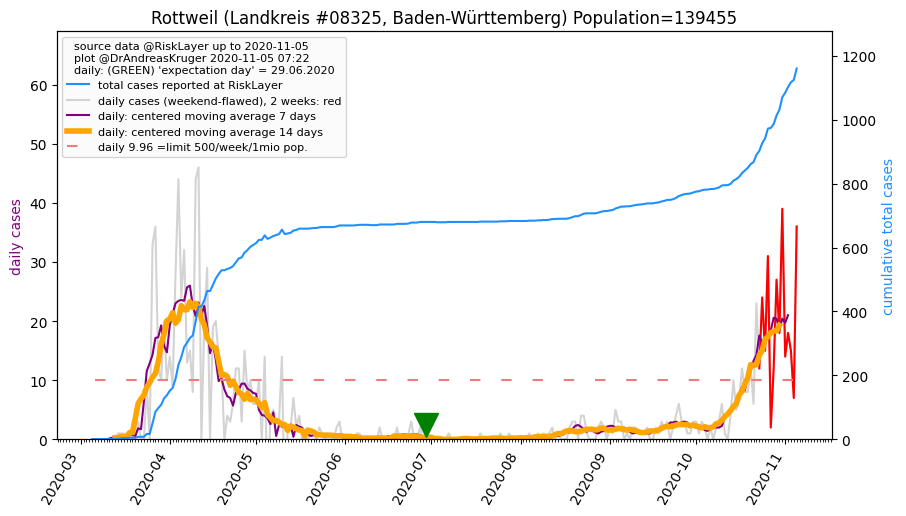 Rottweil (Landkreis #08325, Baden-Württemberg) Population=139455
source data @RiskLayer up to 2020-11-05
plot @DrAndreasKruger 2020-11-05 07:22
daily: (GREEN) 'expectation day' = 29.06.2020
total cases reported at RiskLayer
daily cases (weekend-flawed), 2 weeks: red
daily: centered moving average 7 days
daily: centered moving average 14 days
daily 9.96 =limit 500/week/1mio pop.
daily cases
60
50
40
30
20
10
0
cumulative total cases
1200
1000
800
600
400
200
0
2020-03
2020-04
2020-05
2020-06
2020-07
2020-08
2020-09
2020-10
2020-11